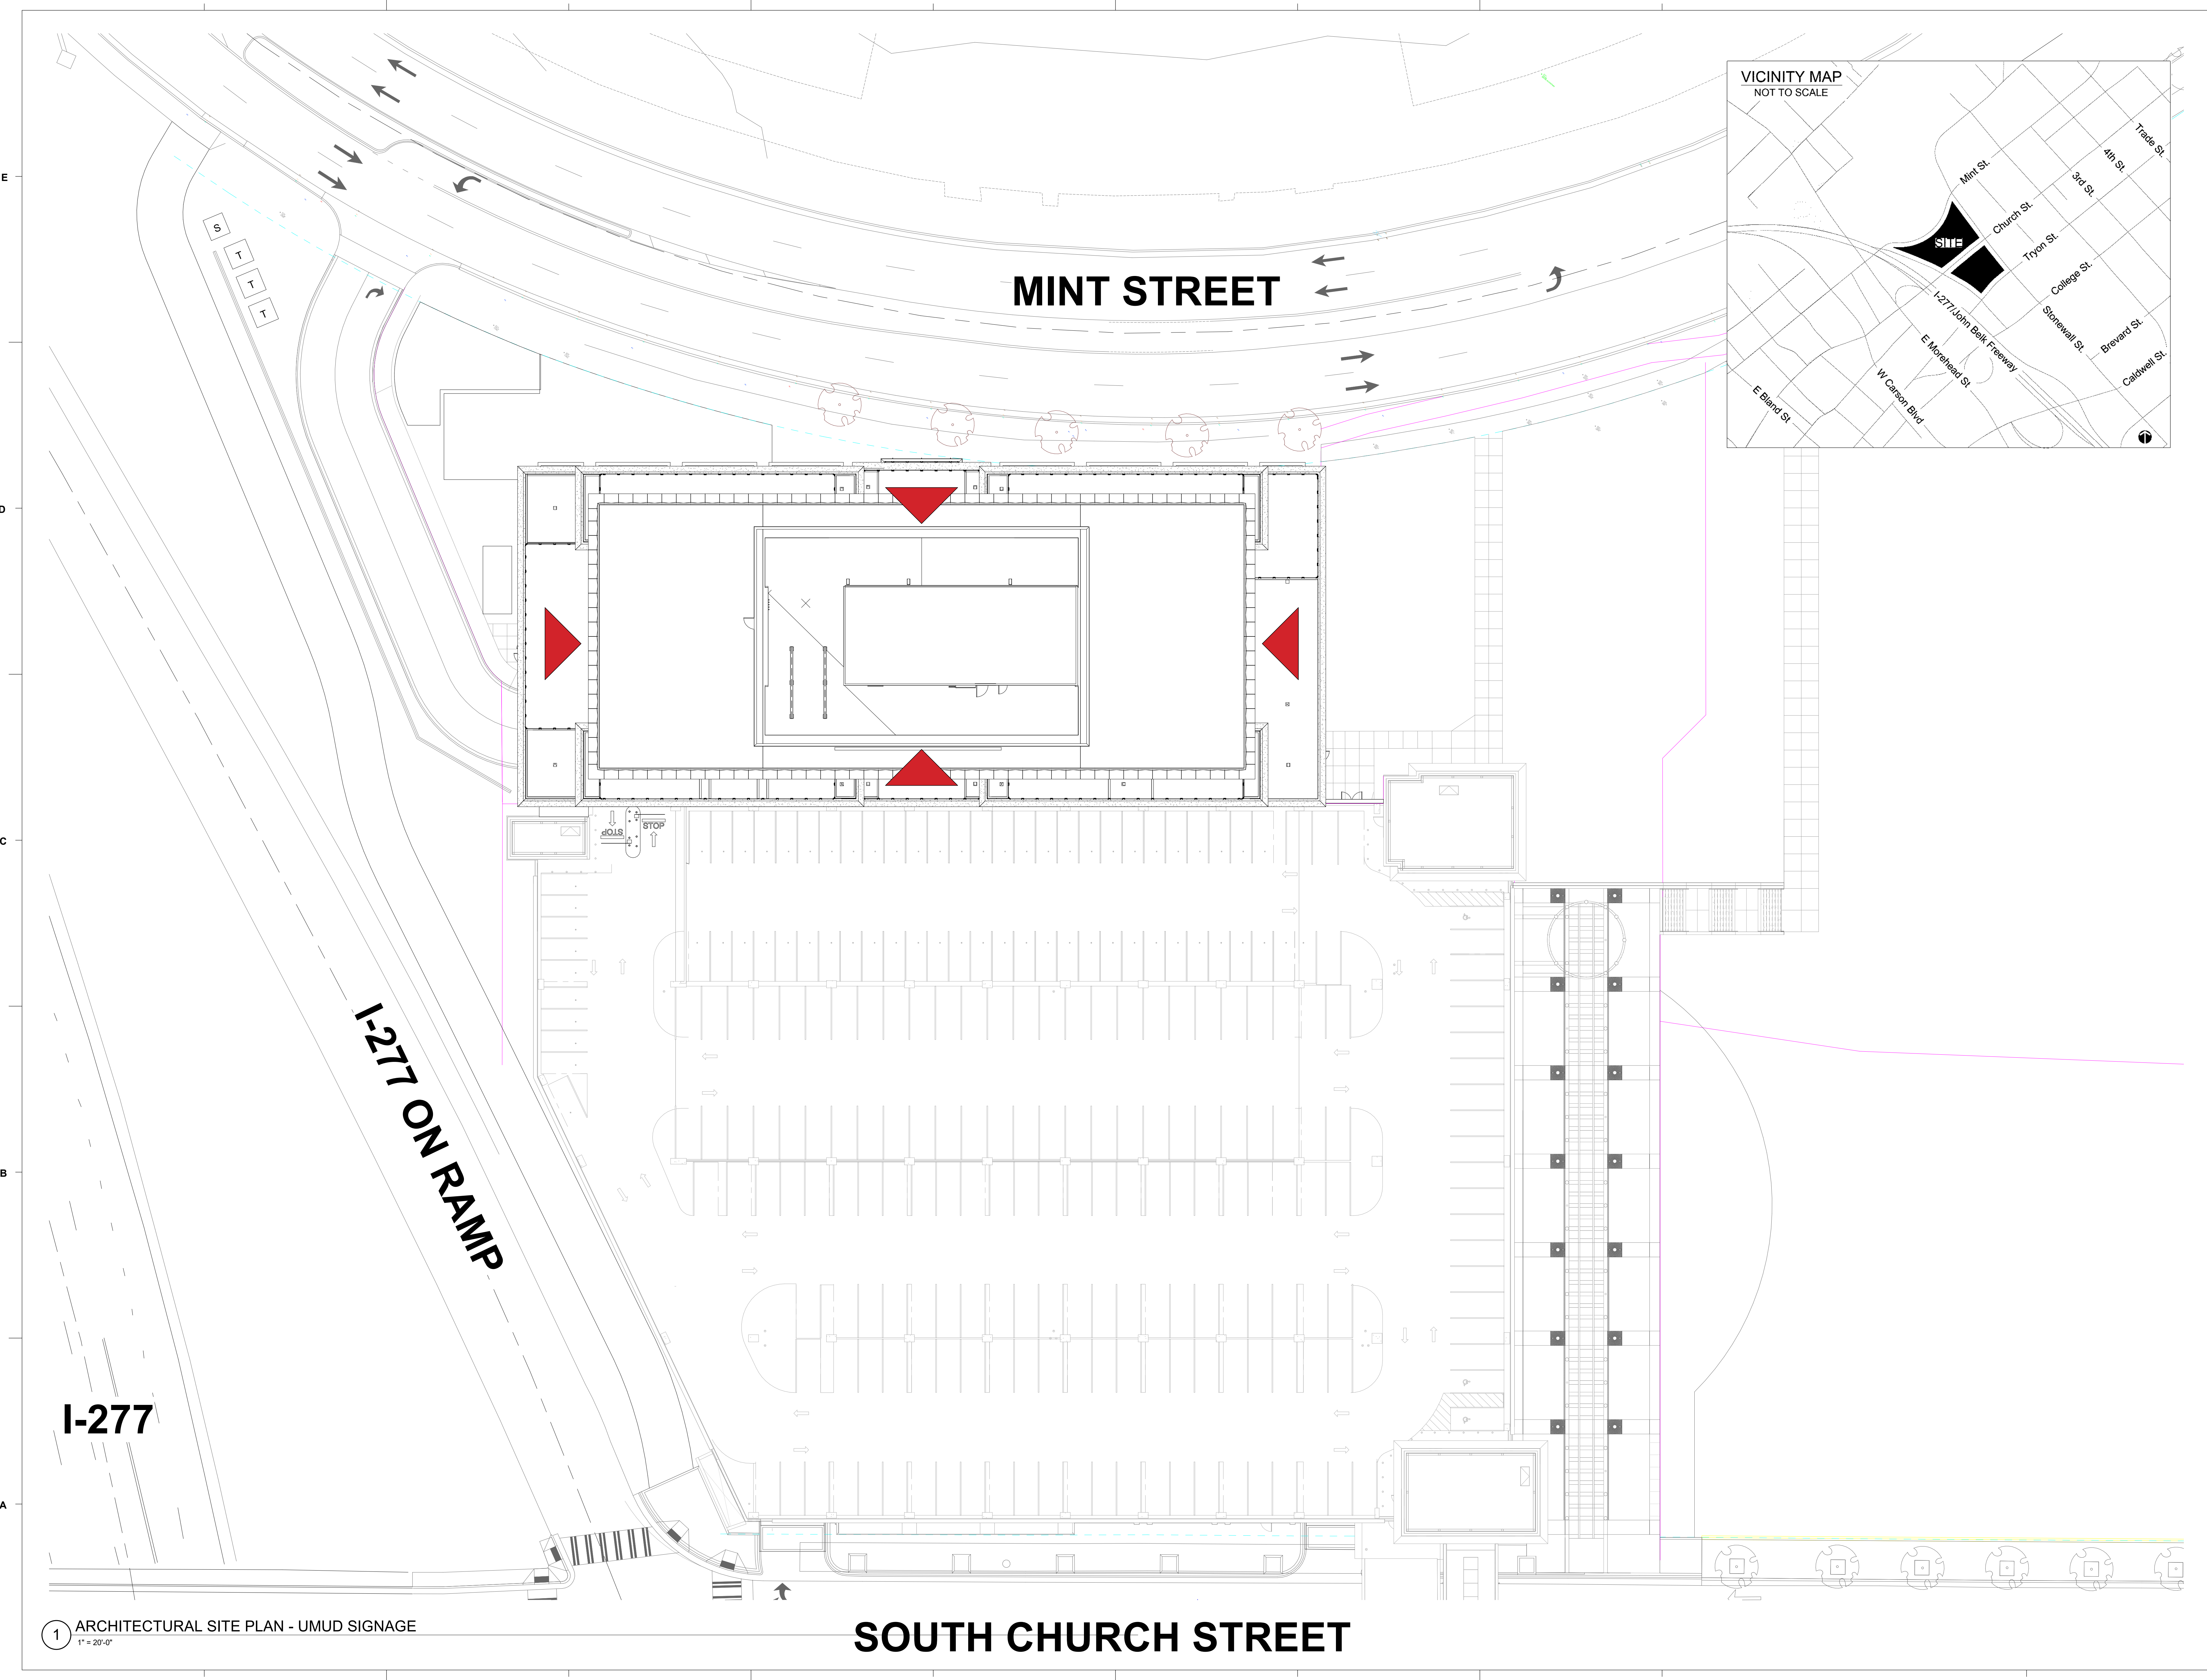 VICINITY MAP
NOT TO SCALE
Trade St.
4th St.
3rd St.
Mint St.
Church St.
SITE
Tryon St.
College St.
I-277/John Belk Freeway
Stonewall St.
Brevard St.
E Morehead St
Caldwell St.
W Carson Blvd
E Bland St
E
S
T
T
T
MINT STREET
D
C
STOP
STOP
I-277 ON RAMP
B
I-277
A
1
ARCHITECTURAL SITE PLAN - UMUD SIGNAGE
1" = 20'-0"
SOUTH CHURCH STREET